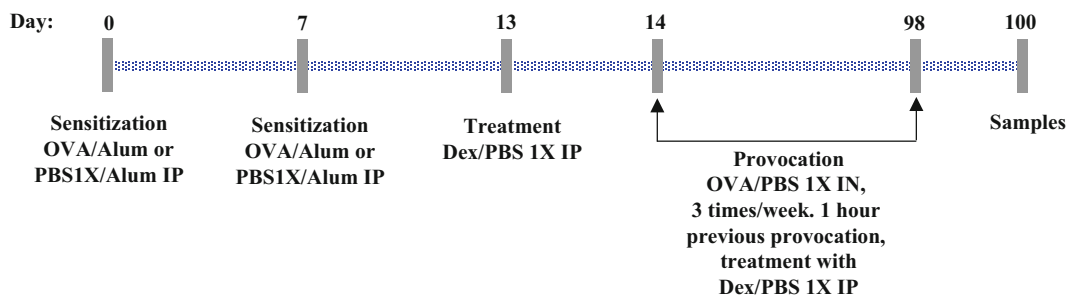 Day: 0 7 13 14 98 100
Sensitization
OVA/Alum or
PBS1X/Alum IP
Sensitization
OVA/Alum or
PBS1X/Alum IP
Treatment
Dex/PBS 1X IP
Provocation
OVA/PBS 1X IN,
3 times/week. 1 hour
previous provocation,
treatment with
Dex/PBS 1X IP
Samples